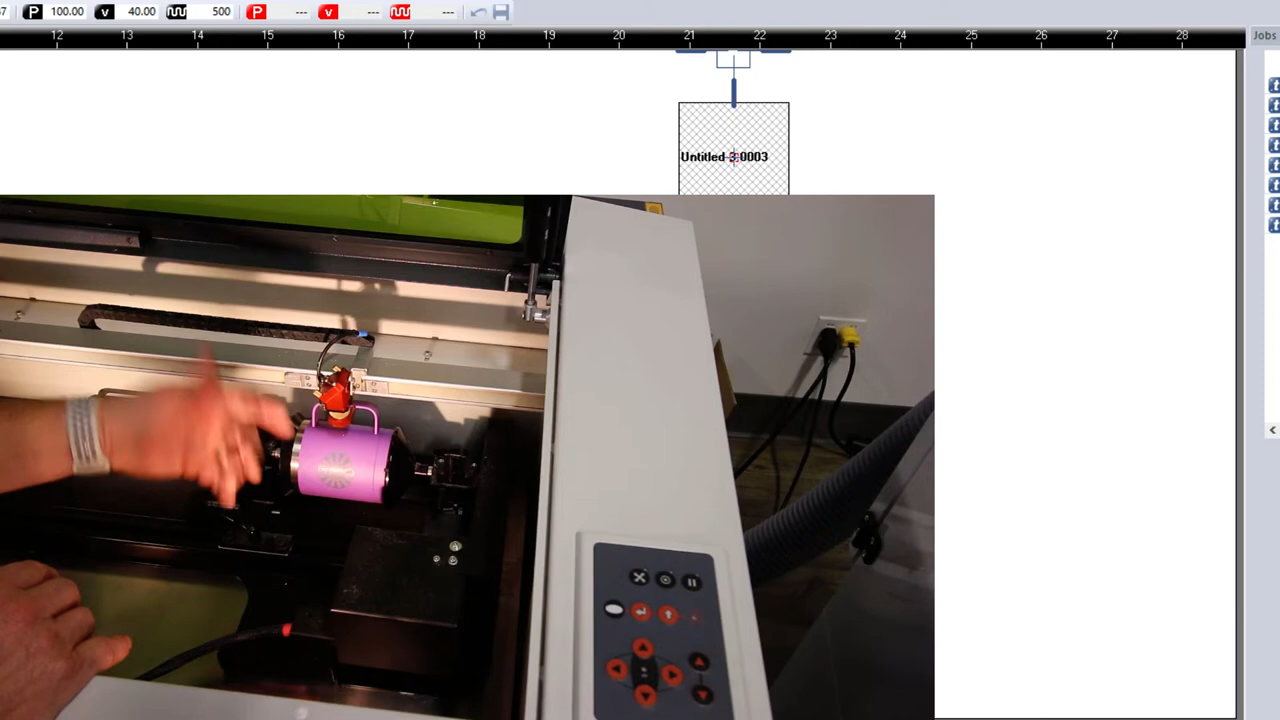 P 100.00 v 40.00 500 P --- v --- ---
12 13 14 15 16 17 18 19 20 21 22 23 24 25 26 27 28
Jobs
Untitled 3.0003